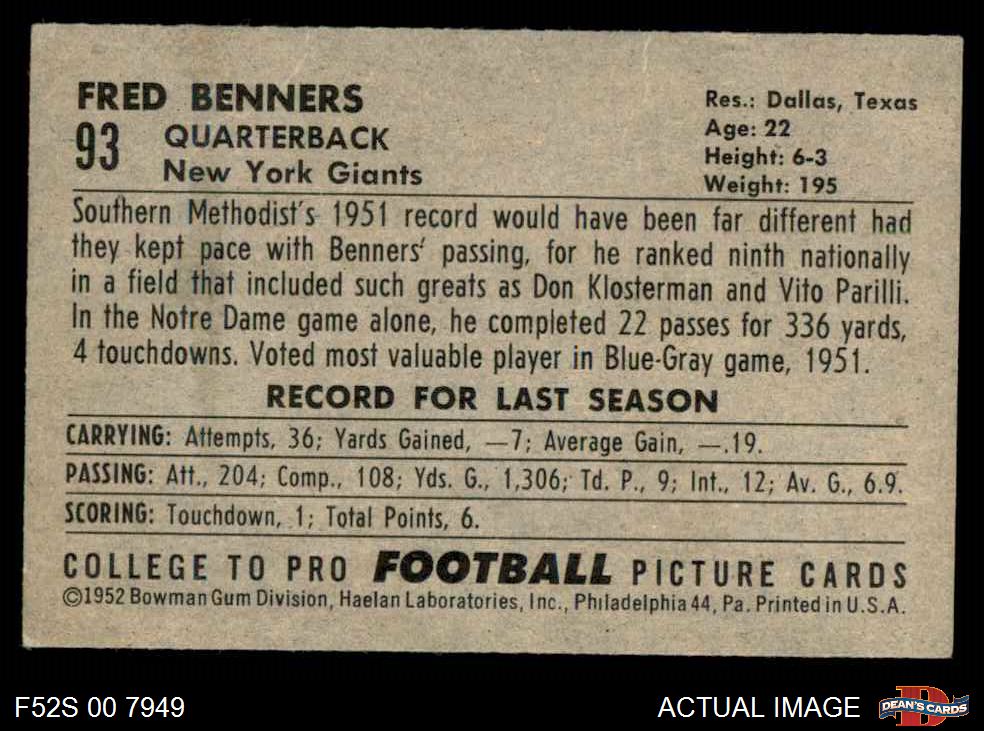 FRED BENNERS
93
QUARTERBACK
New York Giants
Res.: Dallas, Texas
Age: 22
Height: 6-3
Weight: 195
Southern Methodist's 1951 record would have been far different had
they kept pace with Benners' passing, for he ranked ninth nationally
in a field that included such greats as Don Klosterman and Vito Parilli.
In the Notre Dame game alone, he completed 22 passes for 336 yards,
4 touchdowns. Voted most valuable player in Blue-Gray game, 1951.
RECORD FOR LAST SEASON
CARRYING: Attempts, 36; Yards Gained, —7; Average Gain, —.19.
PASSING: Att., 204; Comp., 108; Yds. G., 1,306; Td. P., 9; Int., 12; Av. G., 6.9.
SCORING: Touchdown, 1; Total Points, 6.
COLLEGE TO PRO FOOTBALL PICTURE CARDS
©1952 Bowman Gum Division, Haelan Laboratories, Inc., Philadelphia 44, Pa. Printed in U.S.A.
F52S 00 7949
ACTUAL IMAGE
D
DEAN'S CARDS